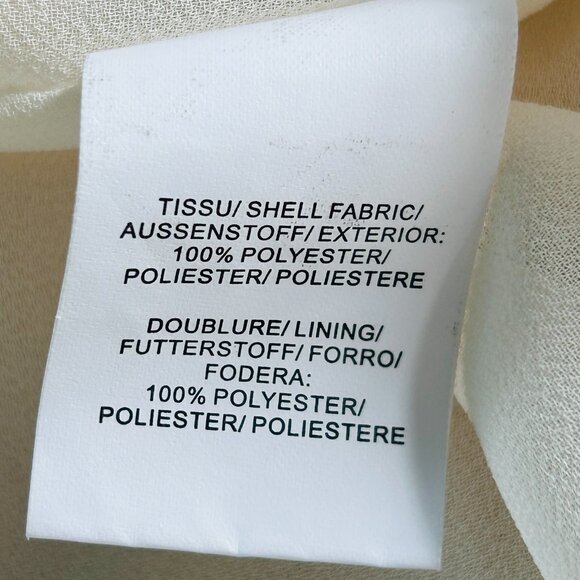 TISSU/ SHELL FABRIC/
AUSSENSTOFF/ EXTERIOR:
100% POLYESTER/
POLIESTER/ POLIESTERE
DOUBLURE/ LINING/
FUTTERSTOFF/ FORRO/
FODERA:
100% POLYESTER/
POLIESTER/ POLIESTERE